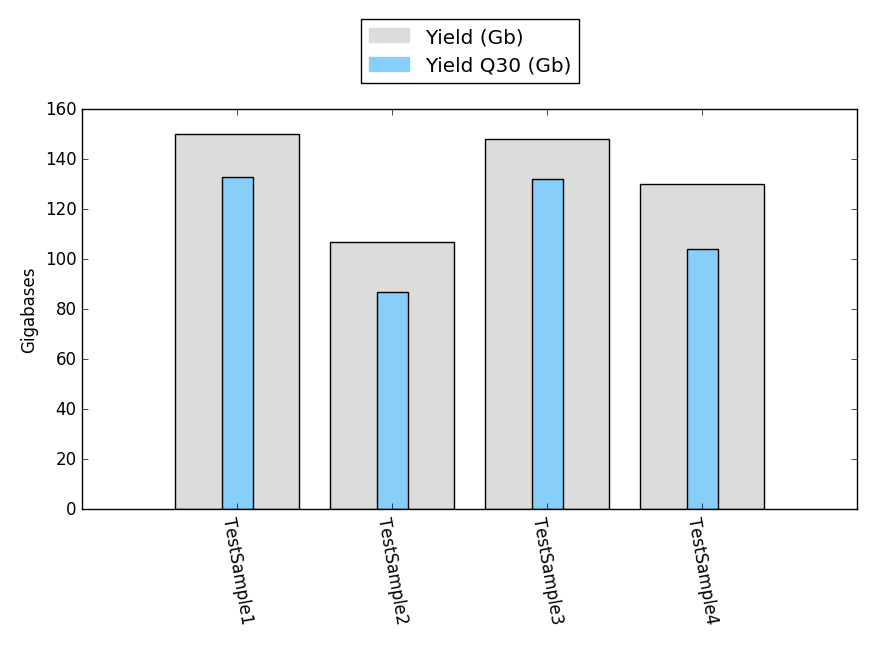 Yield (Gb)
Yield Q30 (Gb)
160
140
120
100
80
60
40
20
0
Gigabases
TestSample1
TestSample2
TestSample3
TestSample4